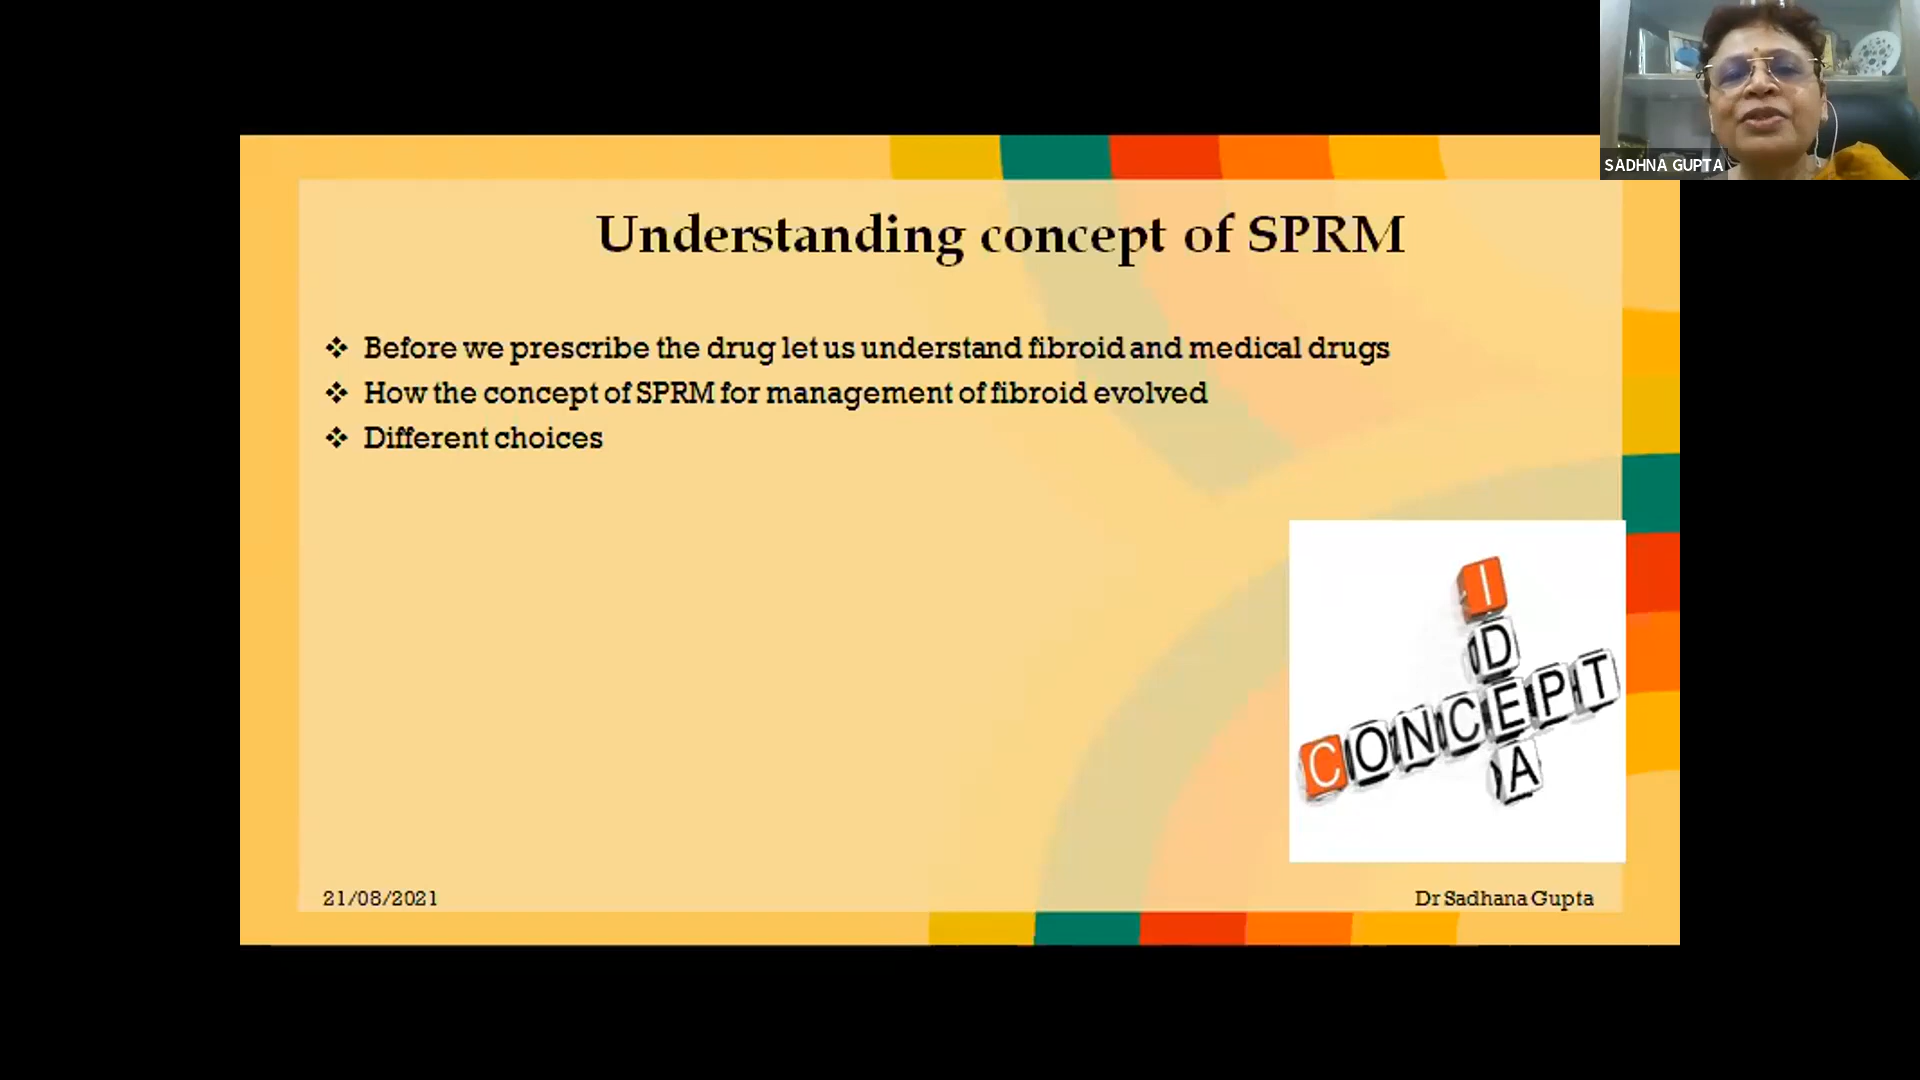 SADHNA GUPTA
Understanding concept of SPRM
❖ Before we prescribe the drug let us understand fibroid and medical drugs
❖ How the concept of SPRM for management of fibroid evolved
❖ Different choices
IDEA
CONCEPT
21/08/2021
Dr Sadhana Gupta